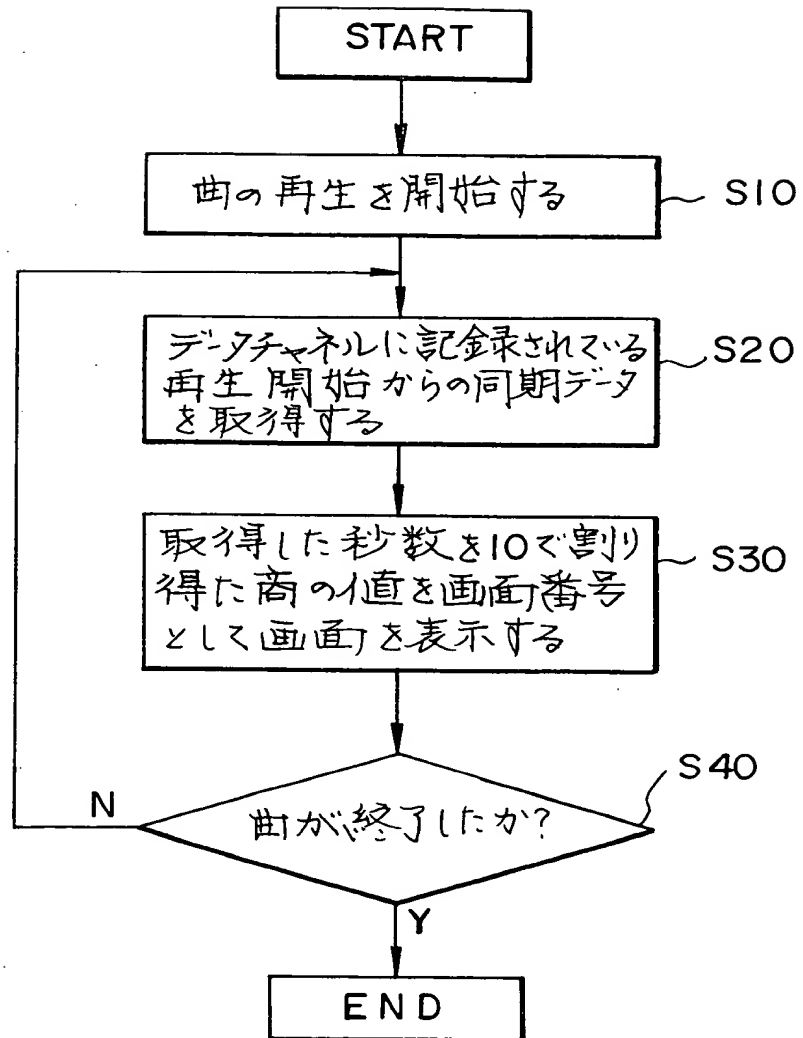 START
曲の再生を開始する
S10
データチャネルに記録されている
再生開始からの同期データ
を取得する
S20
取得した秒数を10で割り
得た商の値を画面番号
として画面を表示する
S30
曲が終了したか?
S40
N
Y
END